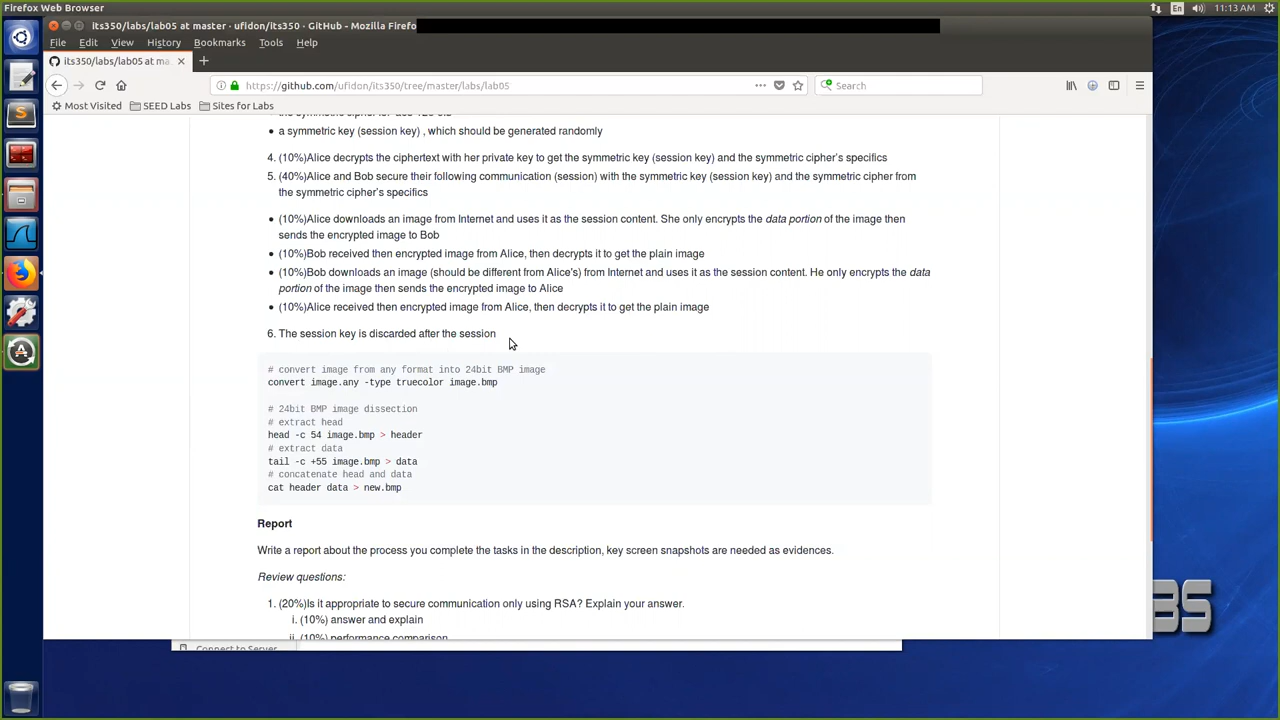 Firefox Web Browser
En
11:13 AM
its350/labs/lab05 at master · ufidon/its350 · GitHub - Mozilla Firefo
File Edit View History Bookmarks Tools Help
its350/labs/lab05 at ma
https://github.com/ufidon/its350/tree/master/labs/lab05
Search
Most Visited SEED Labs Sites for Labs
• a symmetric key (session key) , which should be generated randomly
4. (10%)Alice decrypts the ciphertext with her private key to get the symmetric key (session key) and the symmetric cipher's specifics
5. (40%)Alice and Bob secure their following communication (session) with the symmetric key (session key) and the symmetric cipher from
the symmetric cipher's specifics
• (10%)Alice downloads an image from Internet and uses it as the session content. She only encrypts the data portion of the image then
sends the encrypted image to Bob
• (10%)Bob received then encrypted image from Alice, then decrypts it to get the plain image
• (10%)Bob downloads an image (should be different from Alice's) from Internet and uses it as the session content. He only encrypts the data
portion of the image then sends the encrypted image to Alice
• (10%)Alice received then encrypted image from Alice, then decrypts it to get the plain image
6. The session key is discarded after the session
# convert image from any format into 24bit BMP image
convert image.any -type truecolor image.bmp
# 24bit BMP image dissection
# extract head
head -c 54 image.bmp > header
# extract data
tail -c +55 image.bmp > data
# concatenate head and data
cat header data > new.bmp
Report
Write a report about the process you complete the tasks in the description, key screen snapshots are needed as evidences.
Review questions:
1. (20%)Is it appropriate to secure communication only using RSA? Explain your answer.
i. (10%) answer and explain
ii. (10%) performance comparison
Connect to Server